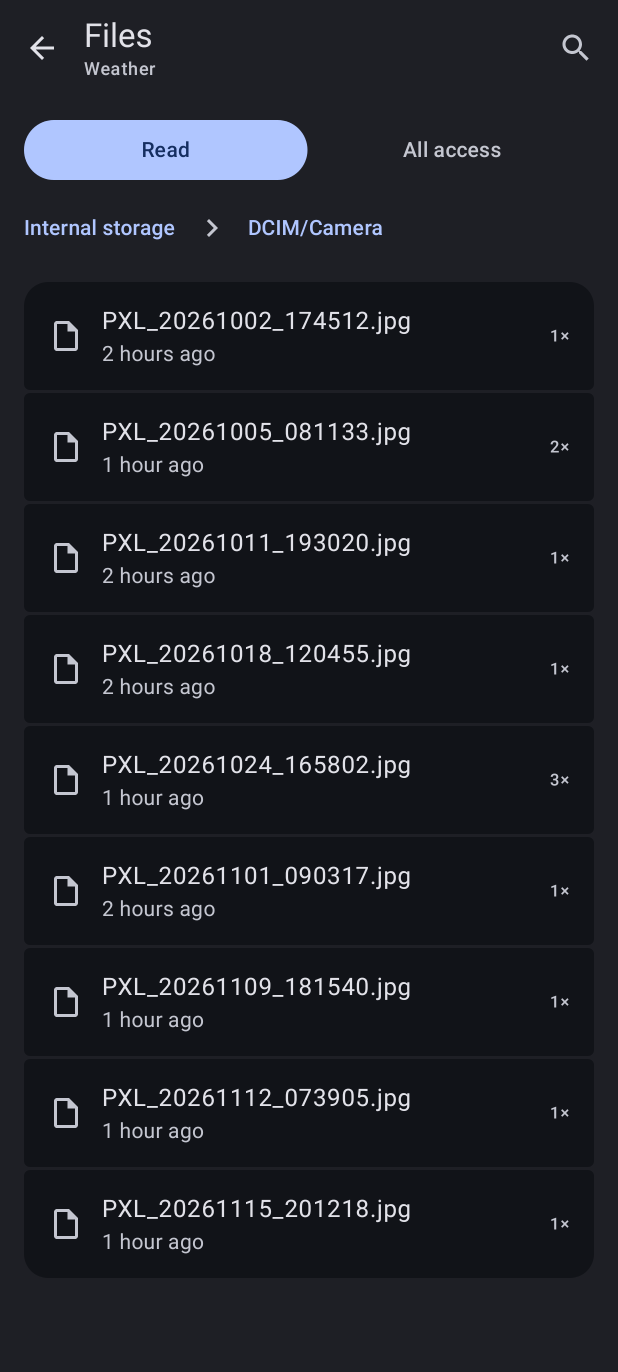 Files
Weather
Read
All access
Internal storage
DCIM/Camera
PXL_20261002_174512.jpg
2 hours ago
1×
PXL_20261005_081133.jpg
1 hour ago
2×
PXL_20261011_193020.jpg
2 hours ago
1×
PXL_20261018_120455.jpg
2 hours ago
1×
PXL_20261024_165802.jpg
1 hour ago
3×
PXL_20261101_090317.jpg
2 hours ago
1×
PXL_20261109_181540.jpg
1 hour ago
1×
PXL_20261112_073905.jpg
1 hour ago
1×
PXL_20261115_201218.jpg
1 hour ago
1×